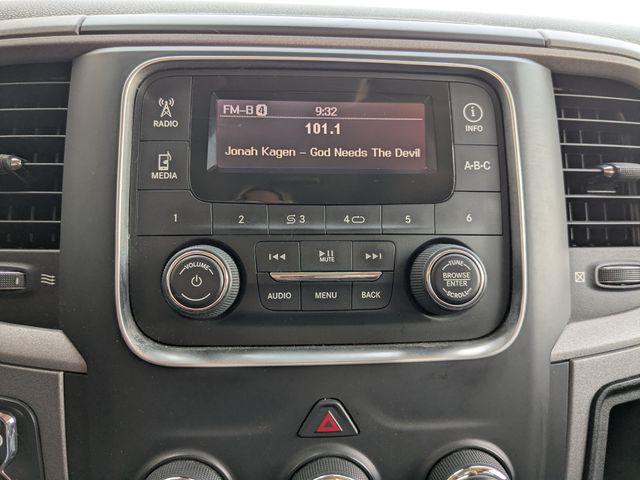 RADIO
FM-B 4 9:32
101.1
Jonah Kagen - God Needs The Devil
INFO
MEDIA
A-B-C
1 2 3 4 5 6
VOLUME
MUTE
AUDIO MENU BACK
TUNE
BROWSE
ENTER
SCROLL